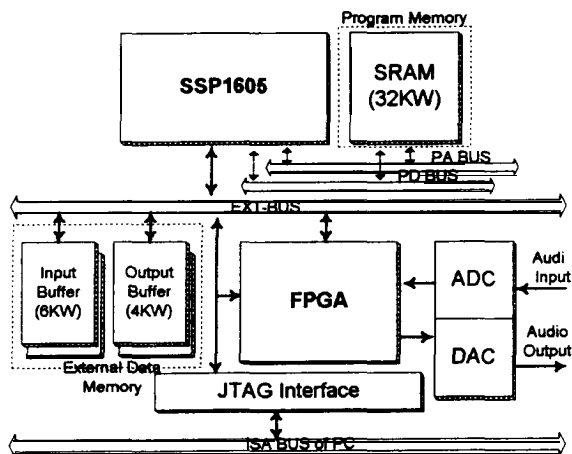 Program Memory
SSP1605
SRAM
(32KW)
PA BUS
PD BUS
EXT-BUS
Input
Buffer
(6KW)
Output
Buffer
(4KW)
FPGA
ADC
DAC
Audi
Input
Audio
Output
External Data
Memory
JTAG Interface
ISA BUS of PC